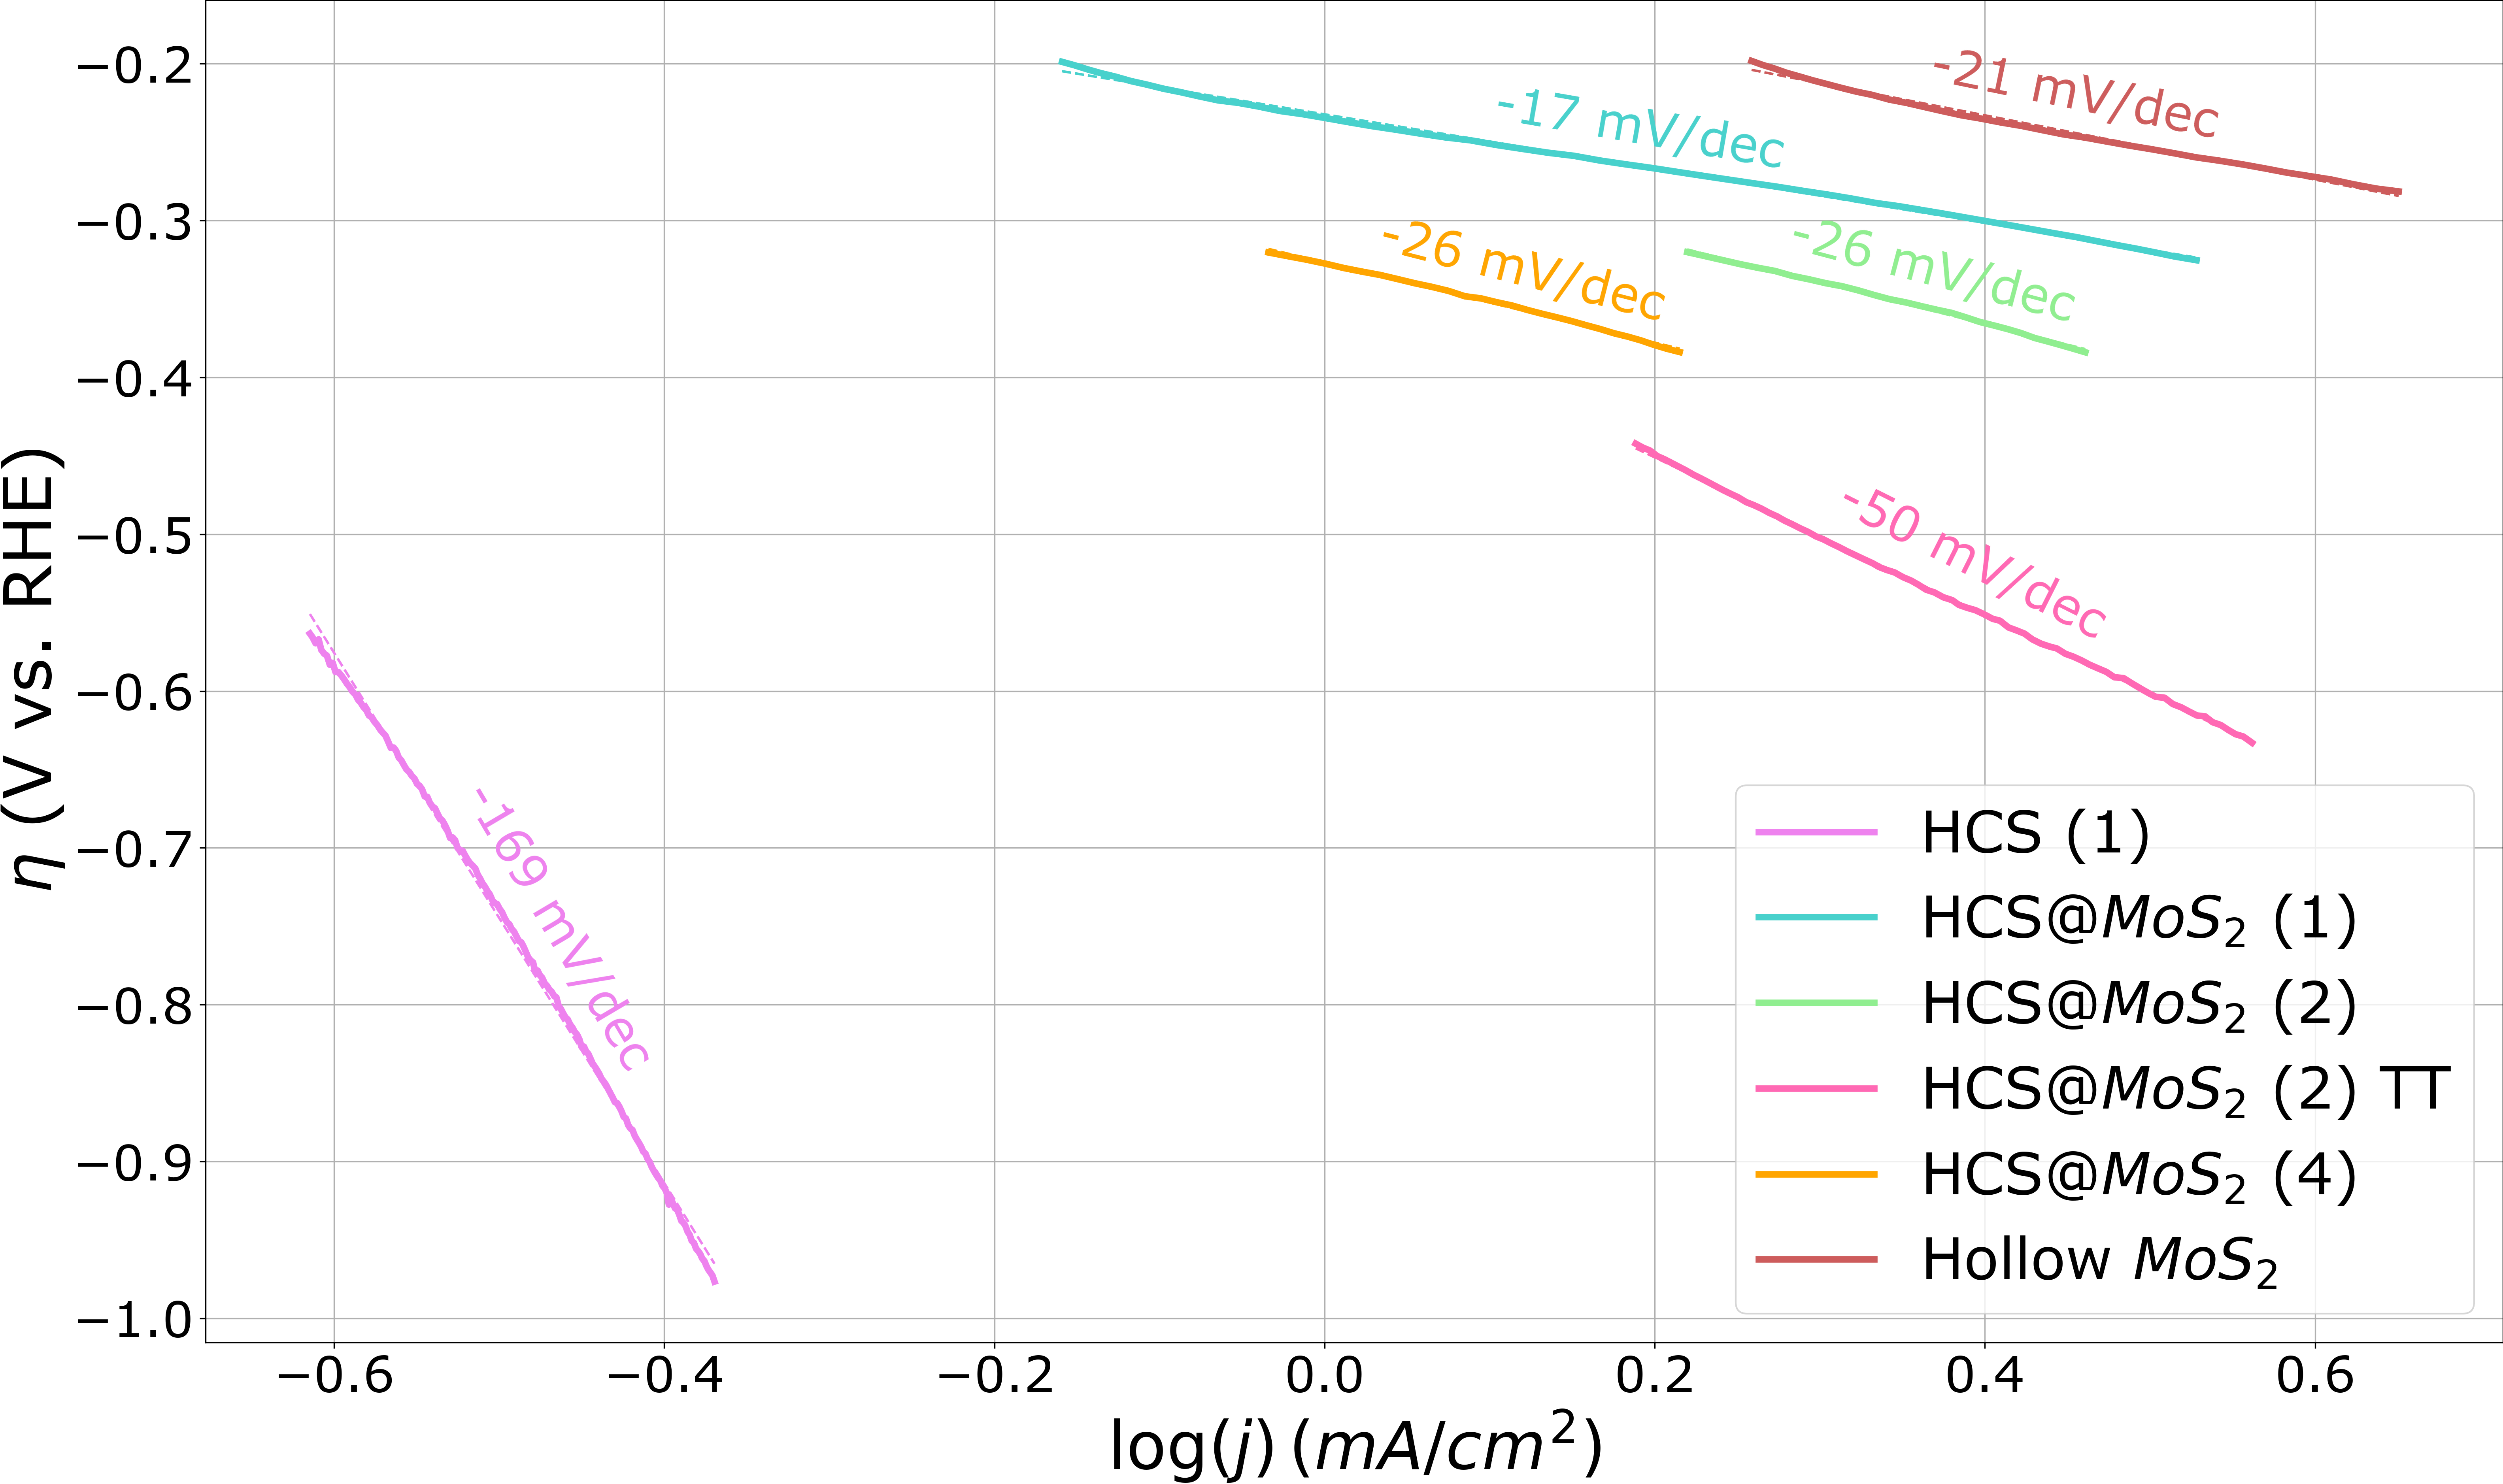 −0.2
−0.3
−0.4
−0.5
−0.6
−0.7
−0.8
−0.9
−1.0
η (V vs. RHE)
-17 mV/dec
-21 mV/dec
-26 mV/dec
-26 mV/dec
-50 mV/dec
-169 mV/dec
HCS (1)
HCS@MoS₂ (1)
HCS@MoS₂ (2)
HCS@MoS₂ (2) TT
HCS@MoS₂ (4)
Hollow MoS₂
−0.6 −0.4 −0.2 0.0 0.2 0.4 0.6
log(j) (mA/cm²)